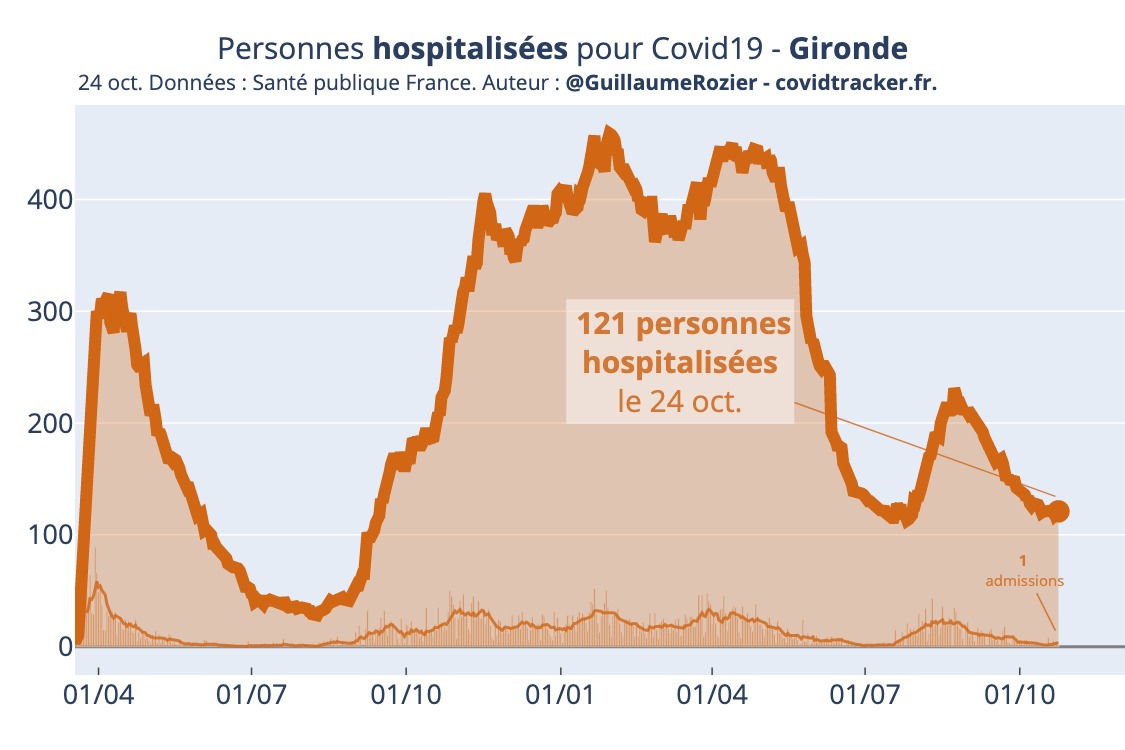 Personnes hospitalisées pour Covid19 - Gironde
24 oct. Données : Santé publique France. Auteur : @GuillaumeRozier - covidtracker.fr.
400
300
200
100
0
121 personnes
hospitalisées
le 24 oct.
1
admissions
01/04
01/07
01/10
01/01
01/04
01/07
01/10